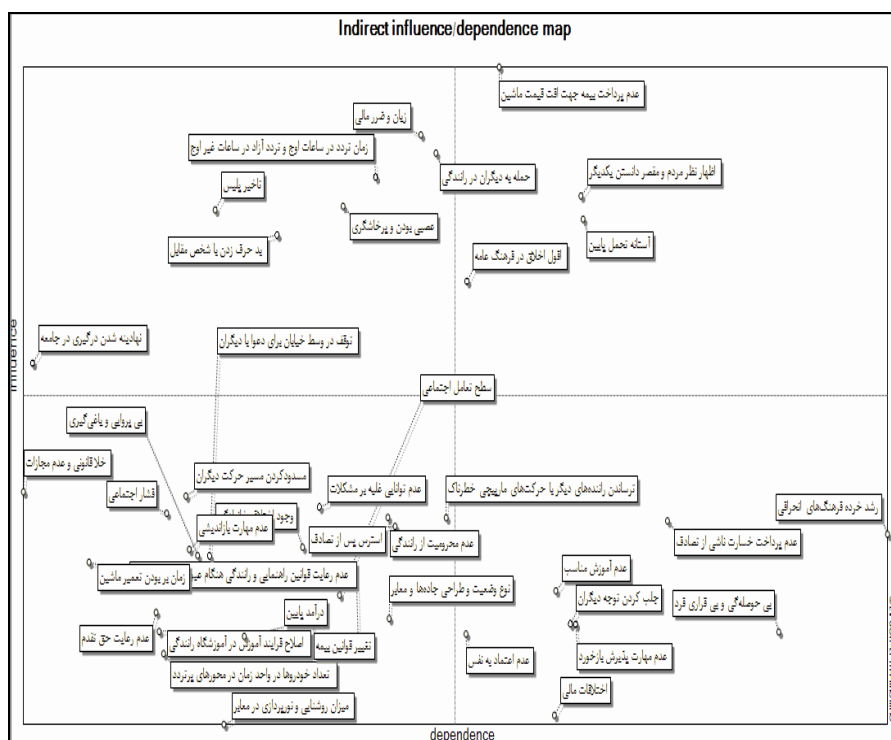 Indirect influence/dependence map
عدم پرداخت بیمه جهت افت قیمت ماشین
زیان و ضرر مالی
زمان تردد در ساعات اوج و تردد آزاد در ساعات غیر اوج
حمله به دیگران در رانندگی
اظهار نظر مردم و مقصر دانستن یکدیگر
تاخیر پلیس
عصبی بودن و پرخاشگری
آستانه تحمل پایین
بد حرف زدن با شخص مقابل
افول اخلاق در فرهنگ عامه
نهادینه شدن درگیری در جامعه
توقف در وسط خیابان برای دعوا با دیگران
influence
سطح تعامل اجتماعی
بی پروایی و یاغی‌گیری
خلا قانونی و عدم مجازات
مسدودکردن مسیر حرکت دیگران
عدم توانایی غلبه بر مشکلات
ترساندن راننده‌های دیگر با حرکت‌های مارپیچی خطرناک
قشار اجتماعی
رشد خرده فرهنگ‌های انحرافی
وجود
عدم مهارت بازاندیشی
استرس پس از تصادف
عدم محرومیت از رانندگی
عدم پرداخت خسارت ناشی از تصادف
عدم رعایت قوانین راهنمایی و رانندگی هنگام
زمان بر بودن تعمیر ماشین
عدم آموزش مناسب
جلب کردن توجه دیگران
بی حوصله‌گی و بی قراری فرد
نوع وضعیت و طراحی جاده‌ها و معابر
درآمد پایین
عدم رعایت حق تقدم
اصلاح فرایند آموزش در آموزشگاه رانندگی
تغییر قوانین بیمه
عدم اعتماد به نفس
عدم مهارت پذیرش بازخورد
تعداد خودروها در واحد زمان در محورهای پرتردد
اختلافات مالی
میزان روشنایی و نورپردازی در معابر
dependence